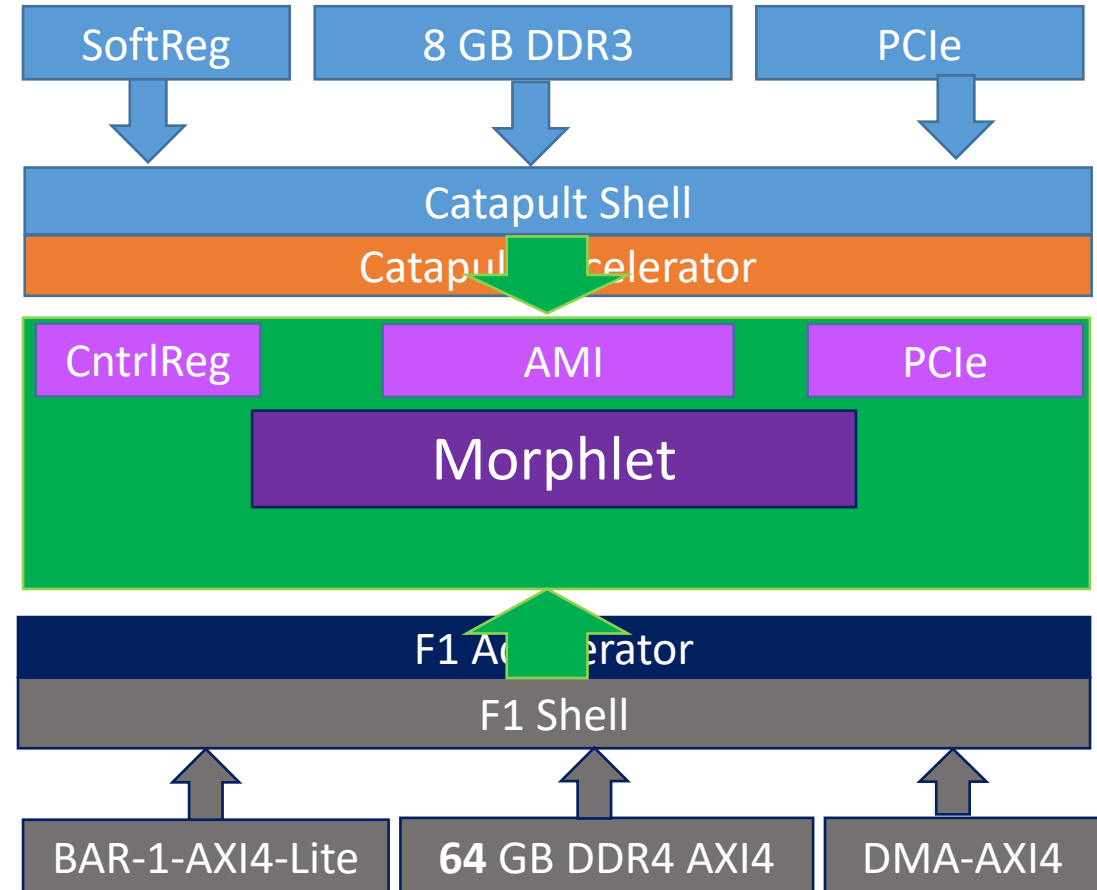 SoftReg
8 GB DDR3
PCIe
Catapult Shell
Catapul celerator
CntrlReg
AMI
PCIe
Morphlet
F1 A erator
F1 Shell
BAR-1-AXI4-Lite
64 GB DDR4 AXI4
DMA-AXI4